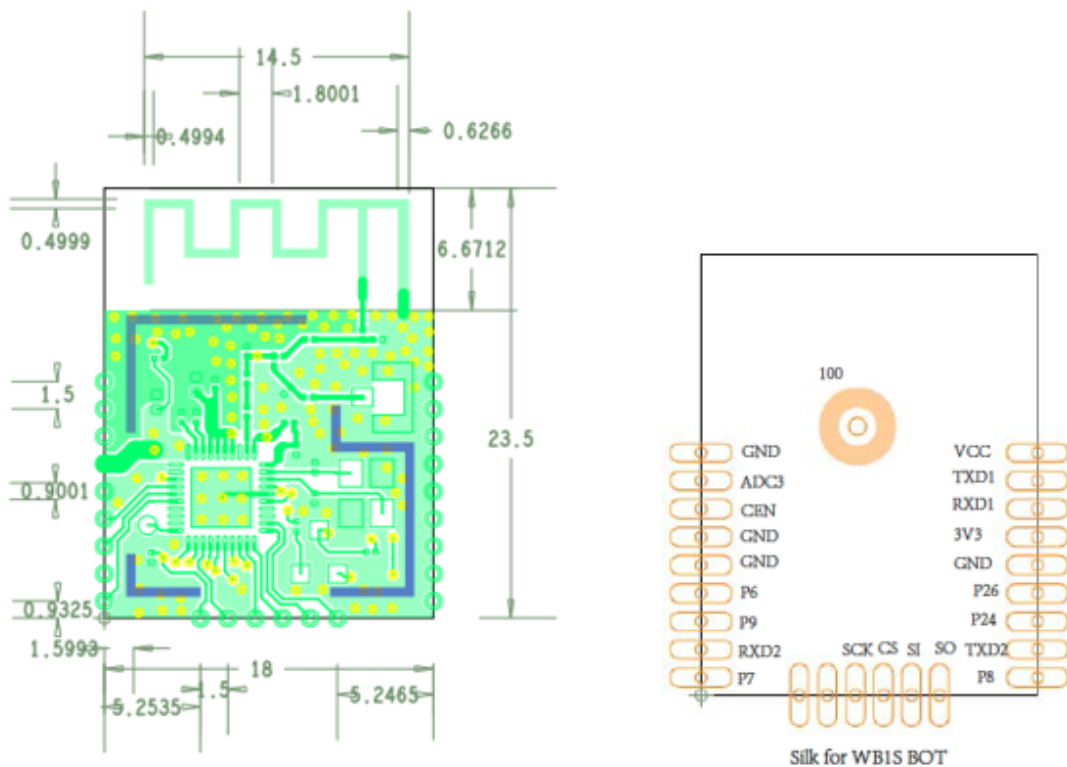 14.5
1.8001
0.4994
0.6266
0.4999
6.6712
1.5
23.5
0.9001
0.9325
1.5993
18
1.5
5.2535
5.2465
100
GND VCC
ADC3 TXD1
CEN RXD1
GND 3V3
GND GND
P6 P26
P9 P24
RXD2 SCK CS SI SO TXD2
P7 P8
Silk for WB1S BOT